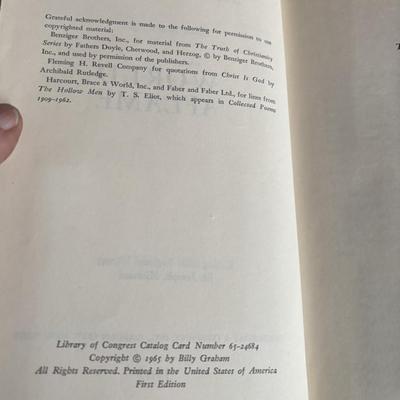 Grateful acknowledgment is made to the following for permission to use
copyrighted material:
Benziger Brothers, Inc., for material from The Truth of Christianity
Series by Fathers Doyle, Cherwood, and Herzog, © by Benziger Brothers,
Inc., and used by permission of the publishers.
Fleming H. Revell Company for quotations from Christ Is God by
Archibald Rutledge.
Harcourt, Brace & World, Inc., and Faber and Faber Ltd., for lines from
The Hollow Men by T. S. Eliot, which appears in Collected Poems
1909-1962.
Library of Congress Catalog Card Number 65-24684
Copyright © 1965 by Billy Graham
All Rights Reserved. Printed in the United States of America
First Edition